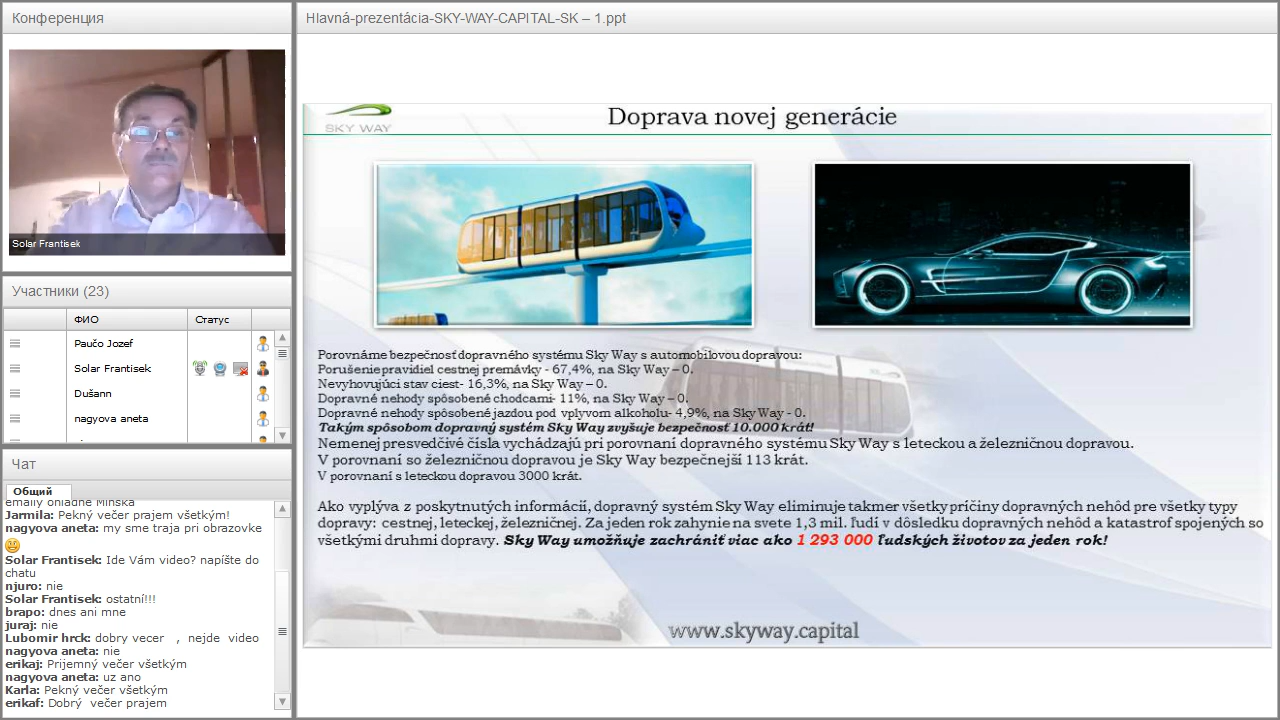 Конференция
Solar Frantisek
Участники (23)
ФИО Статус
Paučo Jozef
Solar Frantisek
Dušann
nagyova aneta
Чат
Общий
emaily ohladne Minska
Jarmila: Pekný večer prajem všetkým!
nagyova aneta: my sme traja pri obrazovke
Solar Frantisek: Ide Vám video? napíšte do
chatu
njuro: nie
Solar Frantisek: ostatní!!!
brapo: dnes ani mne
juraj: nie
Lubomir hrck: dobry vecer , nejde video
nagyova aneta: nie
erikaj: Prijemný večer všetkým
nagyova aneta: uz ano
Karla: Pekný večer všetkým
erikaf: Dobrý večer prajem
Hlavná-prezentácia-SKY-WAY-CAPITAL-SK – 1.ppt
SKY WAY
Doprava novej generácie
Porovnáme bezpečnosť dopravného systému Sky Way s automobilovou dopravou:
Porušenie pravidiel cestnej premávky - 67,4%, na Sky Way – 0.
Nevyhovujúci stav ciest- 16,3%, na Sky Way – 0.
Dopravné nehody spôsobené chodcami- 11%, na Sky Way – 0.
Dopravné nehody spôsobené jazdou pod vplyvom alkoholu- 4,9%, na Sky Way - 0.
Takým spôsobom dopravný systém Sky Way zvyšuje bezpečnosť 10.000 krát!
Nemenej presvedčivé čísla vychádzajú pri porovnaní dopravného systému Sky Way s leteckou a železničnou dopravou.
V porovnaní so železničnou dopravou je Sky Way bezpečnejší 113 krát.
V porovnaní s leteckou dopravou 3000 krát.
Ako vyplýva z poskytnutých informácií, dopravný systém Sky Way eliminuje takmer všetky príčiny dopravných nehôd pre všetky typy
dopravy: cestnej, leteckej, železničnej. Za jeden rok zahynie na svete 1,3 mil. ľudí v dôsledku dopravných nehôd a katastrof spojených so
všetkými druhmi dopravy. Sky Way umožňuje zachrániť viac ako 1 293 000 ľudských životov za jeden rok!
www.skyway.capital